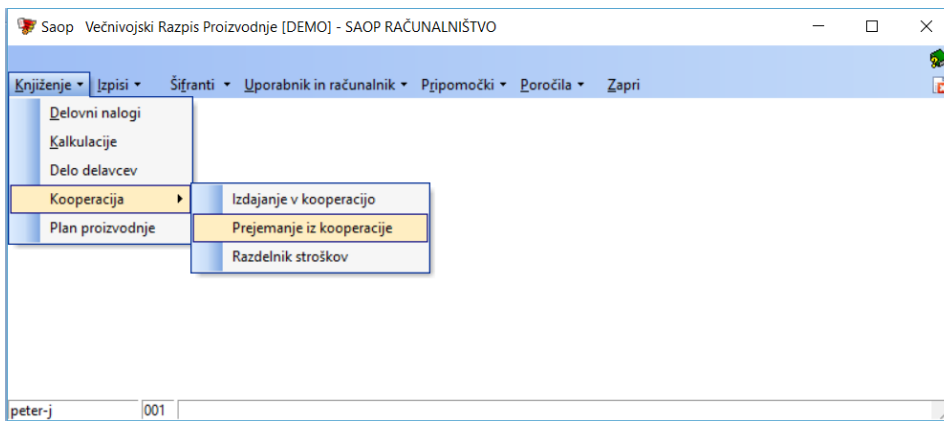 Saop Večnivojski Razpis Proizvodnje [DEMO] - SAOP RAČUNALNIŠTVO
Knjiženje Izpisi Šifranti Uporabnik in računalnik Pripomočki Poročila Zapri
Delovni nalogi
Kalkulacije
Delo delavcev
Kooperacija Izdajanje v kooperacijo
Plan proizvodnje Prejemanje iz kooperacije
Razdelnik stroškov
peter-j 001